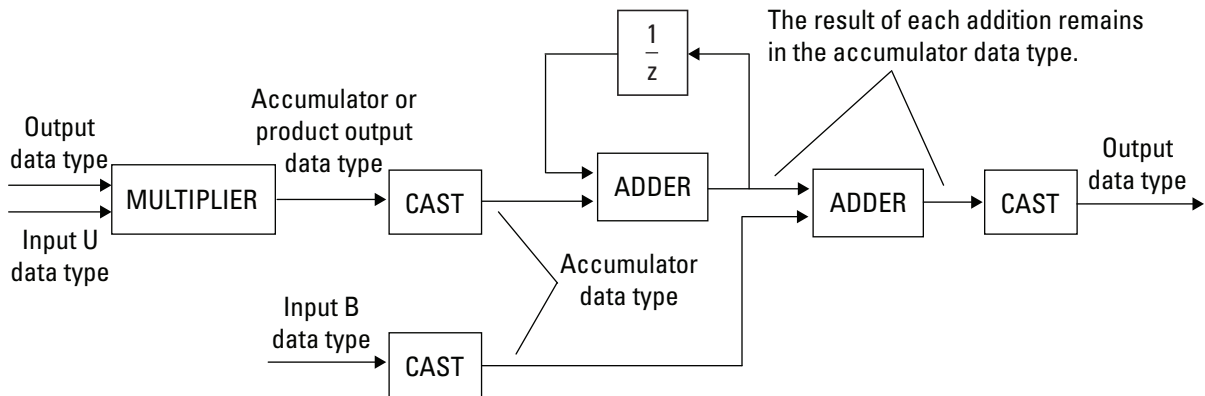 1
z
The result of each addition remains
in the accumulator data type.
Accumulator or
product output
data type
Output
data type
MULTIPLIER
CAST
ADDER
ADDER
CAST
Output
data type
Input U
data type
Accumulator
data type
Input B
data type
CAST